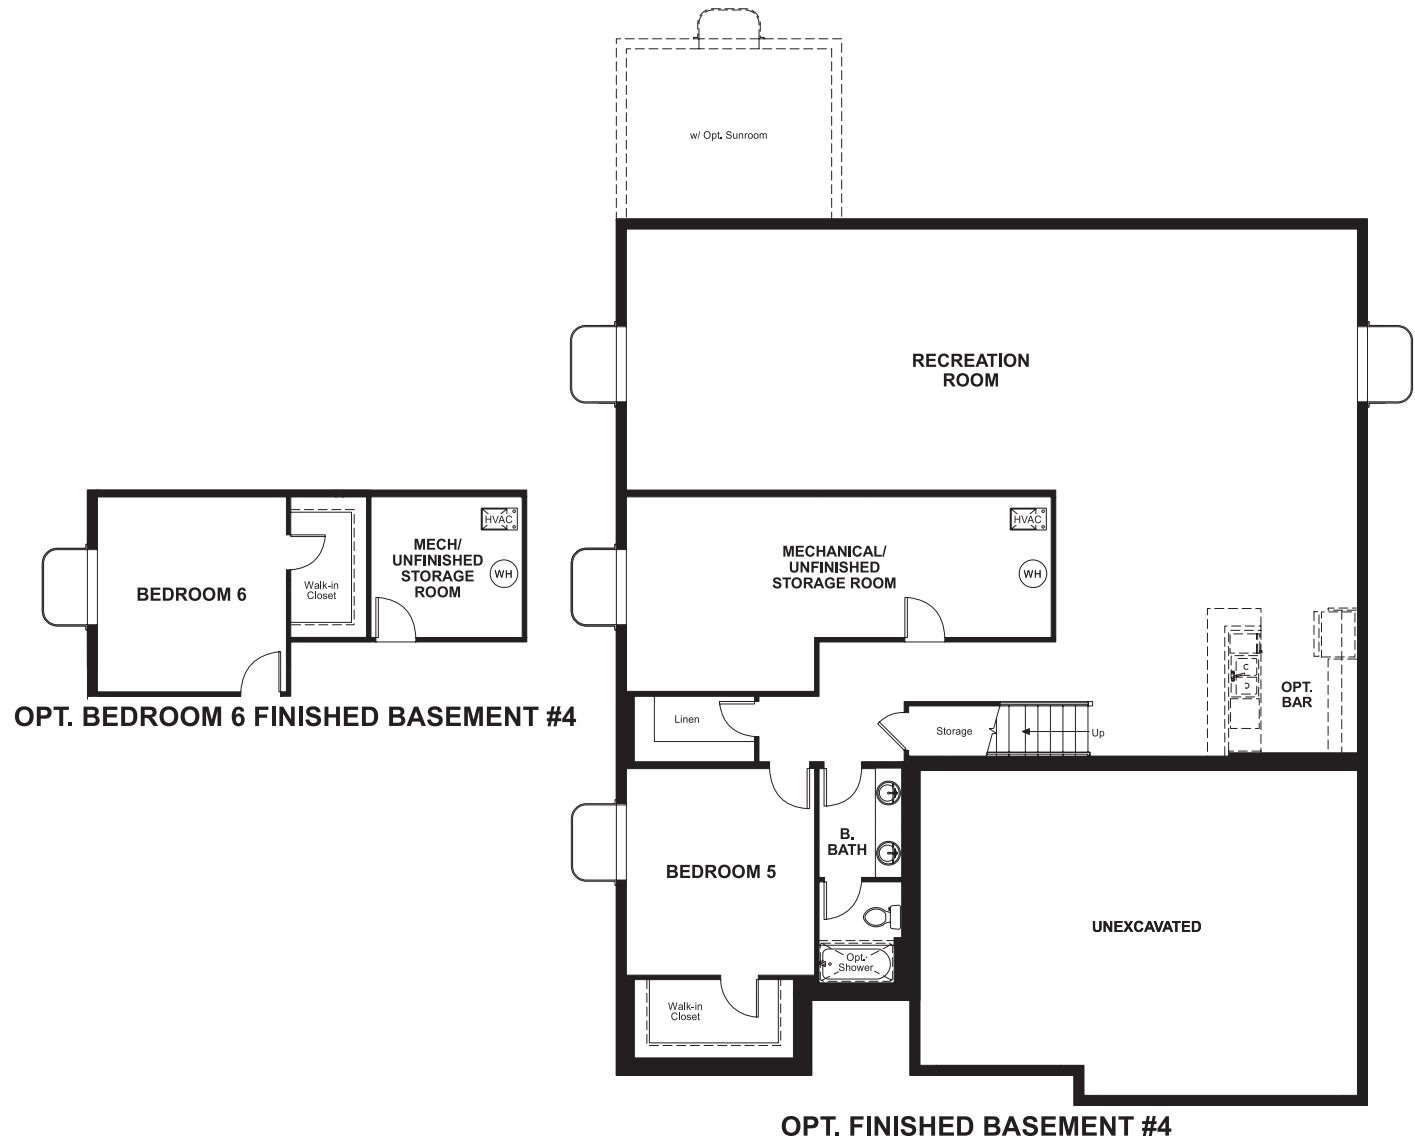 w/ Opt. Sunroom
RECREATION
ROOM
HVAC
MECH/
UNFINISHED
STORAGE
ROOM
WH
BEDROOM 6
Walk-in
Closet
OPT. BEDROOM 6 FINISHED BASEMENT #4
HVAC
MECHANICAL/
UNFINISHED
STORAGE ROOM
WH
OPT.
BAR
Linen
Storage
Up
B.
BATH
BEDROOM 5
UNEXCAVATED
Opt.
Shower
Walk-in
Closet
OPT. FINISHED BASEMENT #4